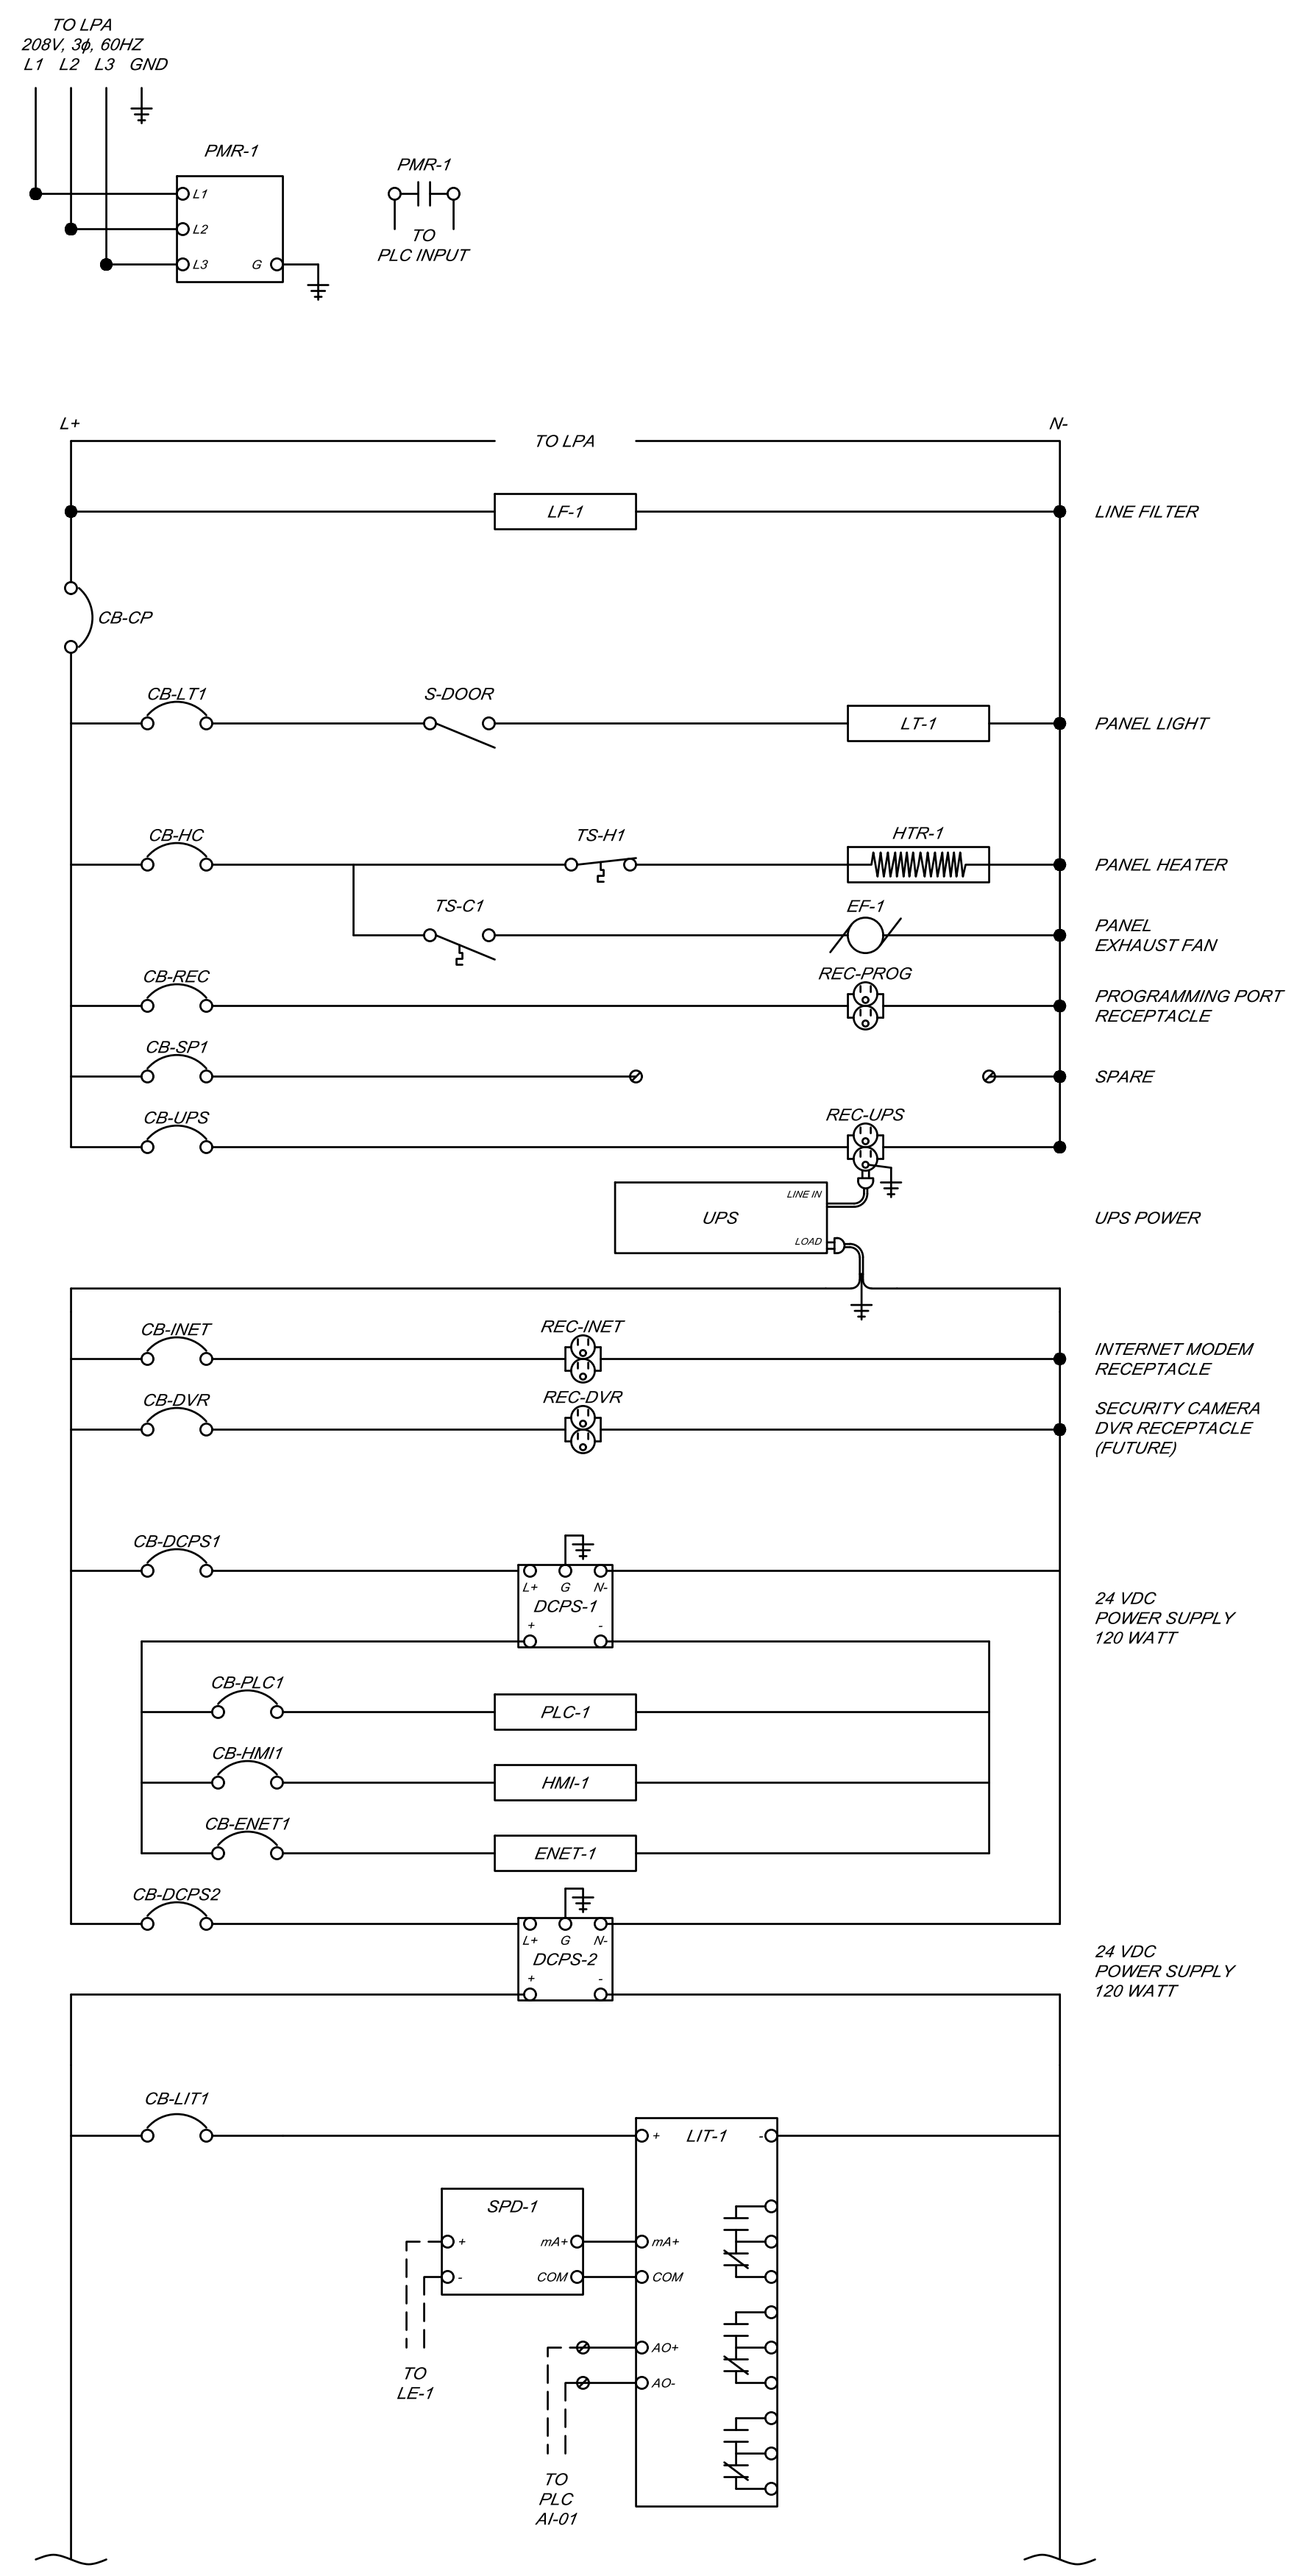 TO LPA
208V, 3ϕ, 60HZ
L1 L2 L3 GND
PMR-1
L1
L2
L3 G
PMR-1
TO
PLC INPUT
L+ N-
TO LPA
LF-1
LINE FILTER
CB-CP
CB-LT1
S-DOOR
LT-1
PANEL LIGHT
CB-HC
TS-H1
HTR-1
PANEL HEATER
TS-C1
EF-1
PANEL
EXHAUST FAN
CB-REC
REC-PROG
PROGRAMMING PORT
RECEPTACLE
CB-SP1
SPARE
CB-UPS
REC-UPS
LINE IN
UPS
LOAD
UPS POWER
CB-INET
REC-INET
INTERNET MODEM
RECEPTACLE
CB-DVR
REC-DVR
SECURITY CAMERA
DVR RECEPTACLE
(FUTURE)
CB-DCPS1
L+ G N-
DCPS-1
+ -
24 VDC
POWER SUPPLY
120 WATT
CB-PLC1
PLC-1
CB-HMI1
HMI-1
CB-ENET1
ENET-1
CB-DCPS2
L+ G N-
DCPS-2
+ -
24 VDC
POWER SUPPLY
120 WATT
CB-LIT1
+ LIT-1 -
SPD-1
+ mA+
- COM
mA+
COM
AO+
AO-
TO
LE-1
TO
PLC
AI-01